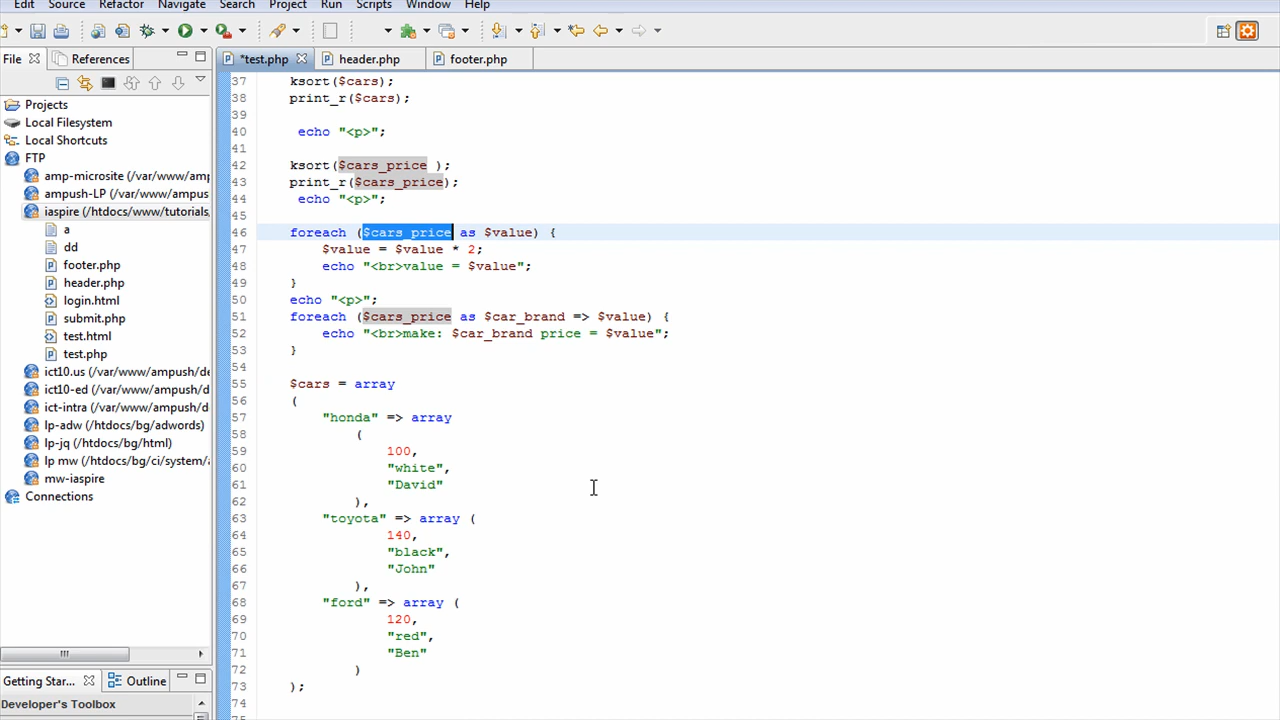 Edit Source Refactor Navigate Search Project Run Scripts Window Help
File References
*test.php header.php footer.php
Projects
Local Filesystem
Local Shortcuts
FTP
amp-microsite (/var/www/amp
ampush-LP (/var/www/ampus
iaspire (/htdocs/www/tutorials,
a
dd
footer.php
header.php
login.html
submit.php
test.html
test.php
ict10.us (/var/www/ampush/de
ict10-ed (/var/www/ampush/d
ict-intra (/var/www/ampush/de
lp-adw (/htdocs/bg/adwords)
lp-jq (/htdocs/bg/html)
lp mw (/htdocs/bg/ci/system/a
mw-iaspire
Connections
Getting Star... Outline
Developer's Toolbox
37 ksort($cars);
38 print_r($cars);
39
40 echo "<p>";
41
42 ksort($cars_price );
43 print_r($cars_price);
44 echo "<p>";
45
46 foreach ($cars_price as $value) {
47 $value = $value * 2;
48 echo "<br>value = $value";
49 }
50 echo "<p>";
51 foreach ($cars_price as $car_brand => $value) {
52 echo "<br>make: $car_brand price = $value";
53 }
54
55 $cars = array
56 (
57 "honda" => array
58 (
59 100,
60 "white",
61 "David"
62 ),
63 "toyota" => array (
64 140,
65 "black",
66 "John"
67 ),
68 "ford" => array (
69 120,
70 "red",
71 "Ben"
72 )
73 );
74